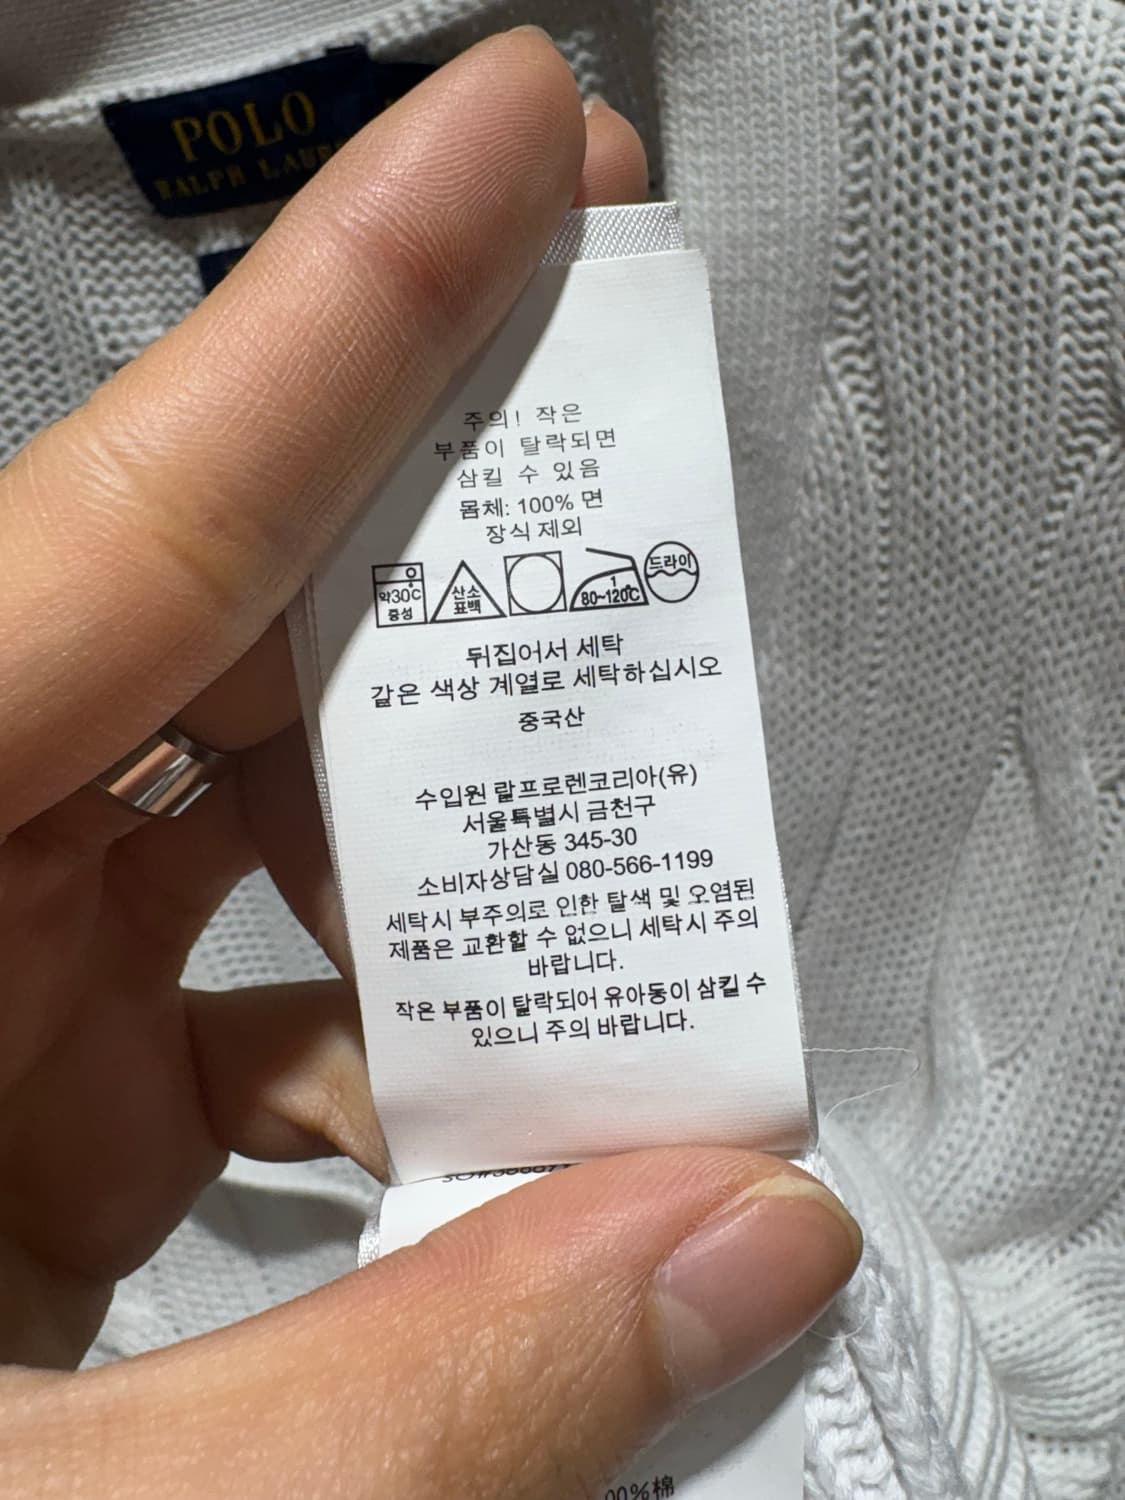 POLO
RALPH
주의! 작은
부품이 탈락되면
삼킬 수 있음
몸체: 100% 면
장식 제외
약30℃
중성
산소
표백
1
80~120℃
드라이
뒤집어서 세탁
같은 색상 계열로 세탁하십시오
중국산
수입원 랄프로렌코리아(유)
서울특별시 금천구
가산동 345-30
소비자상담실 080-566-1199
세탁시 부주의로 인한 탈색 및 오염된
제품은 교환할 수 없으니 세탁시 주의
바랍니다.
작은 부품이 탈락되어 유아동이 삼킬 수
있으니 주의 바랍니다.
00%棉